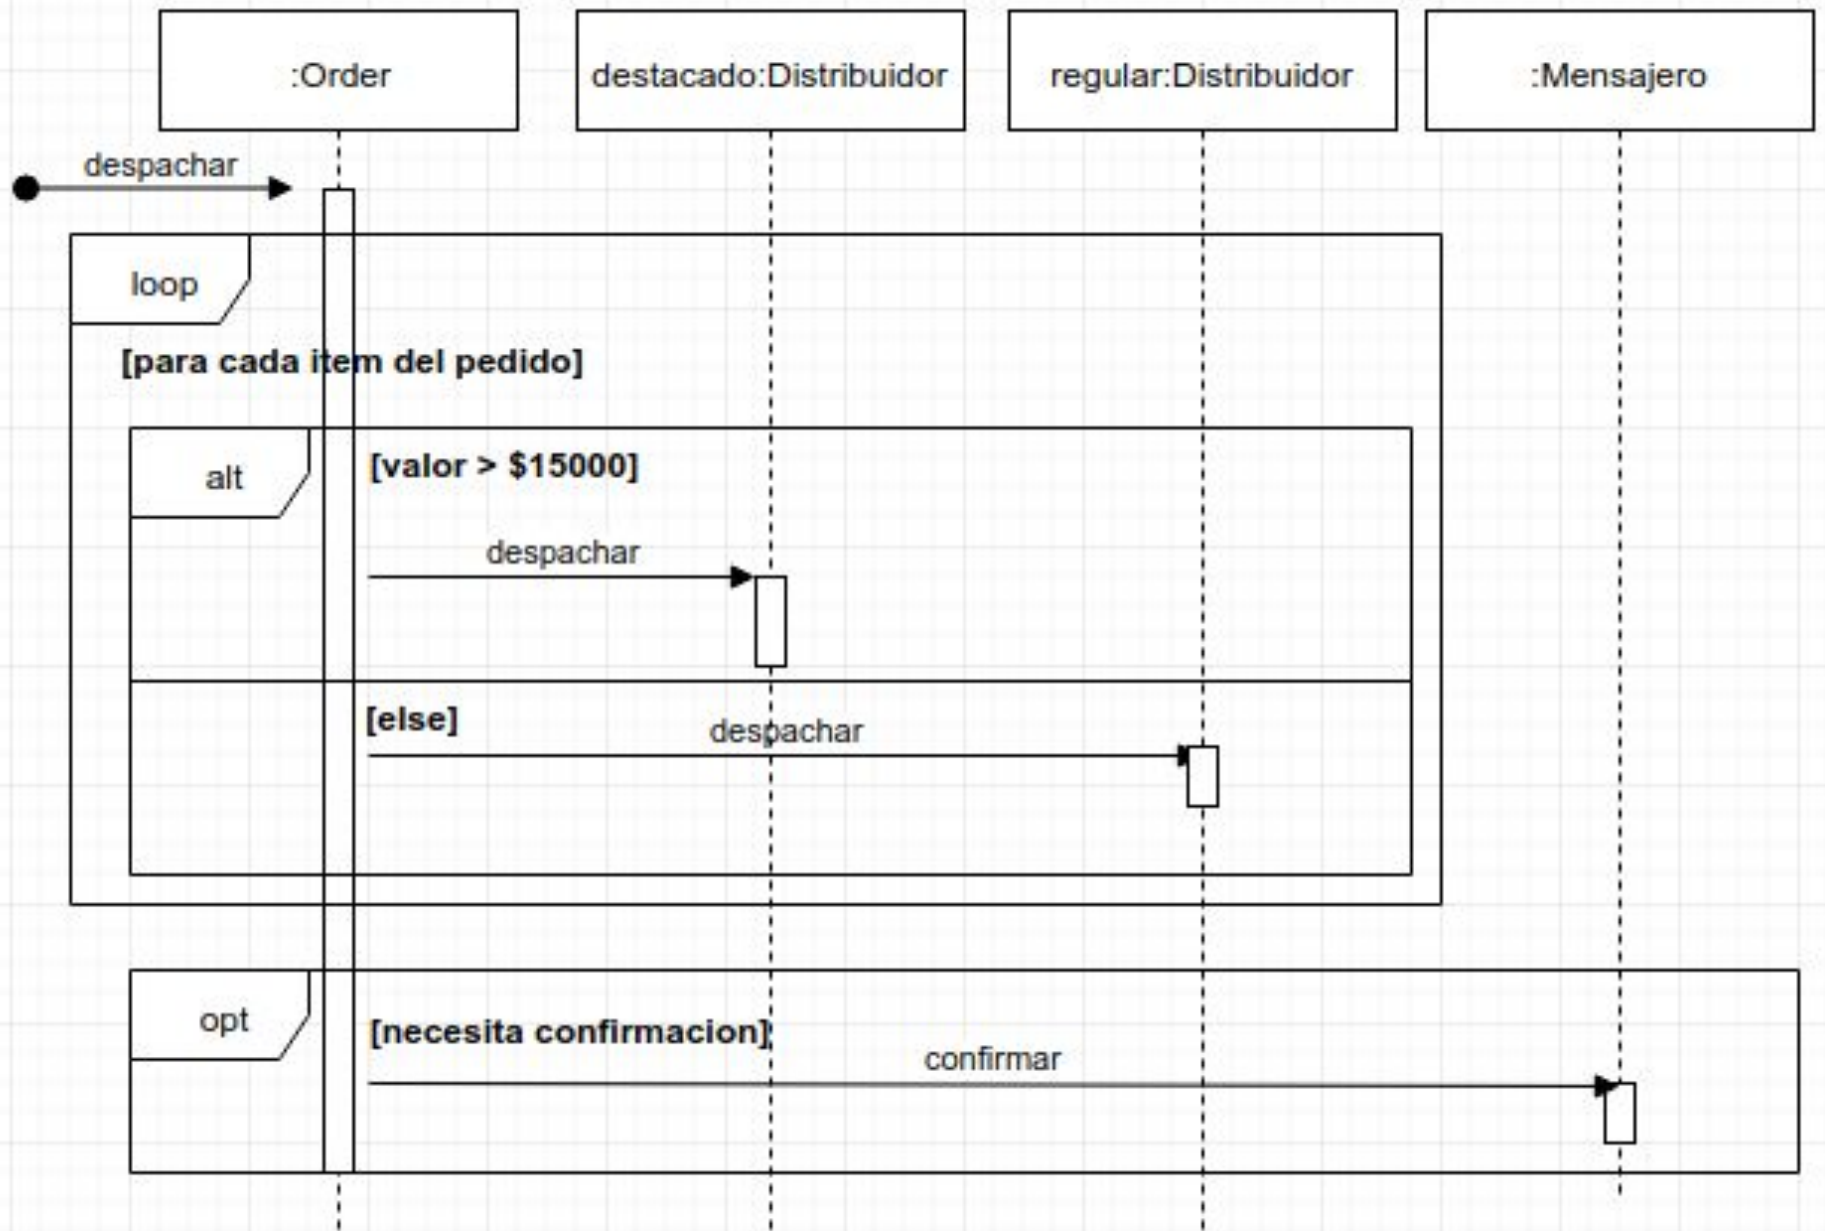 :Order
destacado:Distribuidor
regular:Distribuidor
:Mensajero
despachar
loop
[para cada item del pedido]
alt
[valor > $15000]
despachar
[else]
despachar
opt
[necesita confirmacion]
confirmar